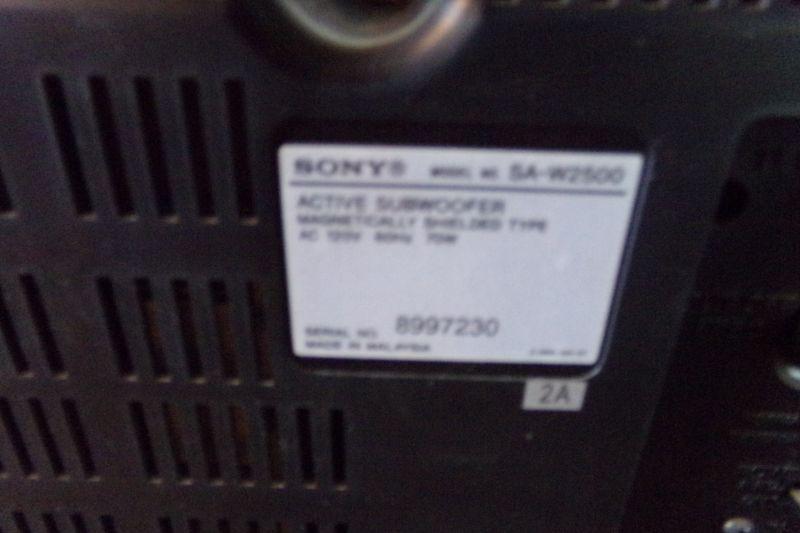 SONY® MODEL NO. SA-W2500
ACTIVE SUBWOOFER
MAGNETICALLY SHIELDED TYPE
AC 120V 60Hz 70W
SERIAL NO. 8997230
MADE IN MALAYSIA
2A